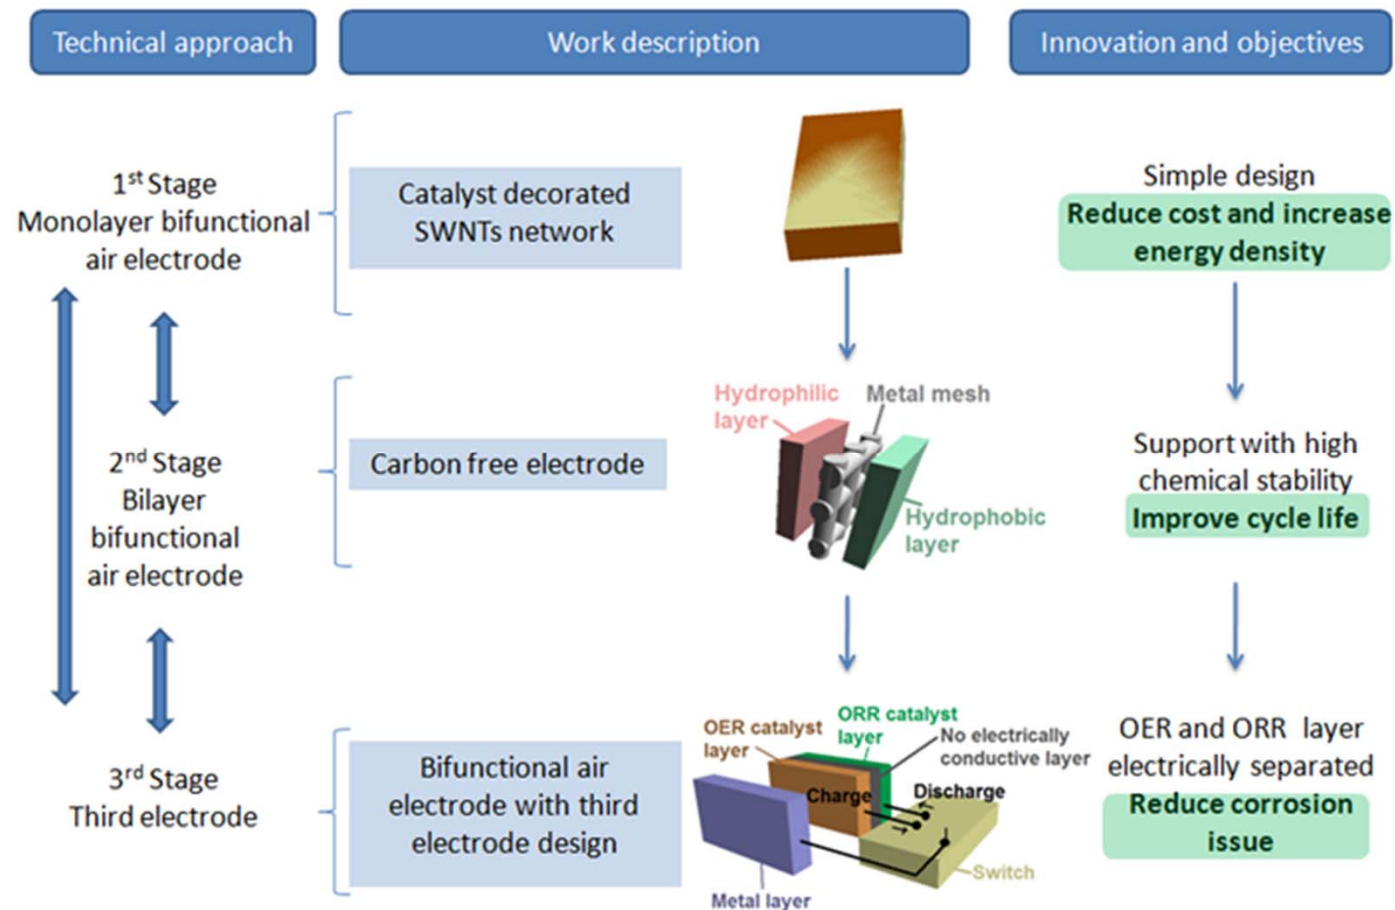 Technical approach
Work description
Innovation and objectives
1st Stage
Monolayer bifunctional
air electrode
Catalyst decorated
SWNTs network
Simple design
Reduce cost and increase
energy density
2nd Stage
Bilayer
bifunctional
air electrode
Carbon free electrode
Hydrophilic
layer
Metal mesh
Hydrophobic
layer
Support with high
chemical stability
Improve cycle life
3rd Stage
Third electrode
Bifunctional air
electrode with third
electrode design
OER catalyst
layer
ORR catalyst
layer
No electrically
conductive layer
Charge
Discharge
Switch
Metal layer
OER and ORR layer
electrically separated
Reduce corrosion
issue